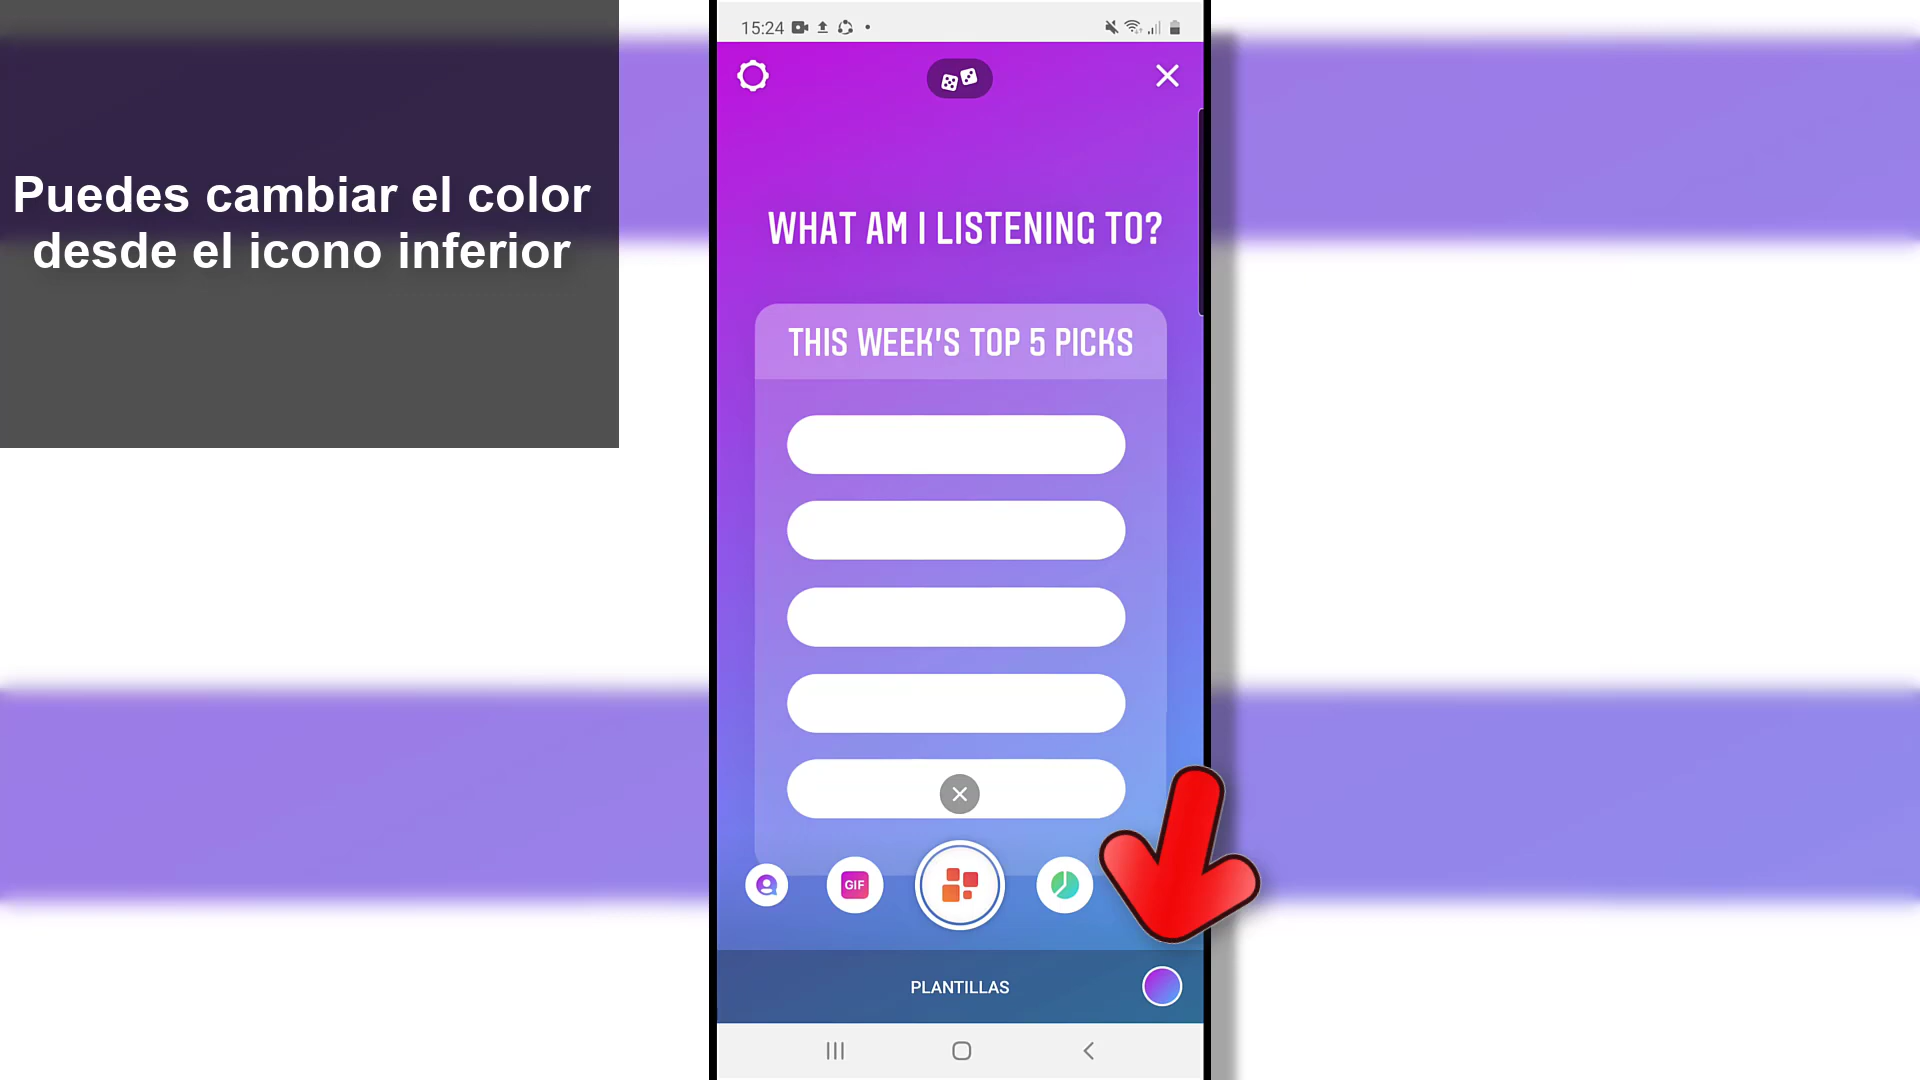 Puedes cambiar el color
desde el icono inferior
15:24
WHAT AM I LISTENING TO?
THIS WEEK'S TOP 5 PICKS
GIF
PLANTILLAS